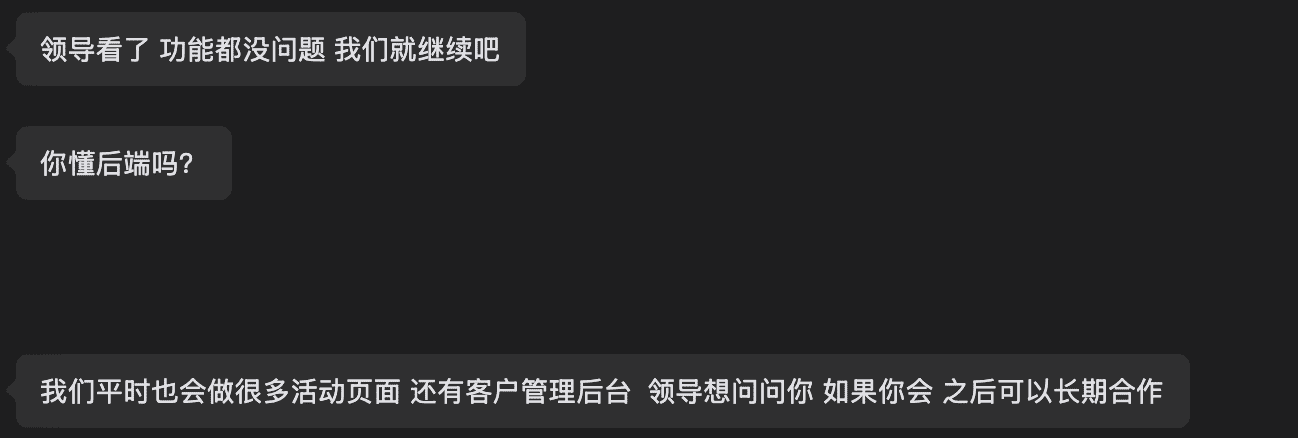 领导看了 功能都没问题 我们就继续吧
你懂后端吗？
我们平时也会做很多活动页面 还有客户管理后台  领导想问问你 如果你会 之后可以长期合作